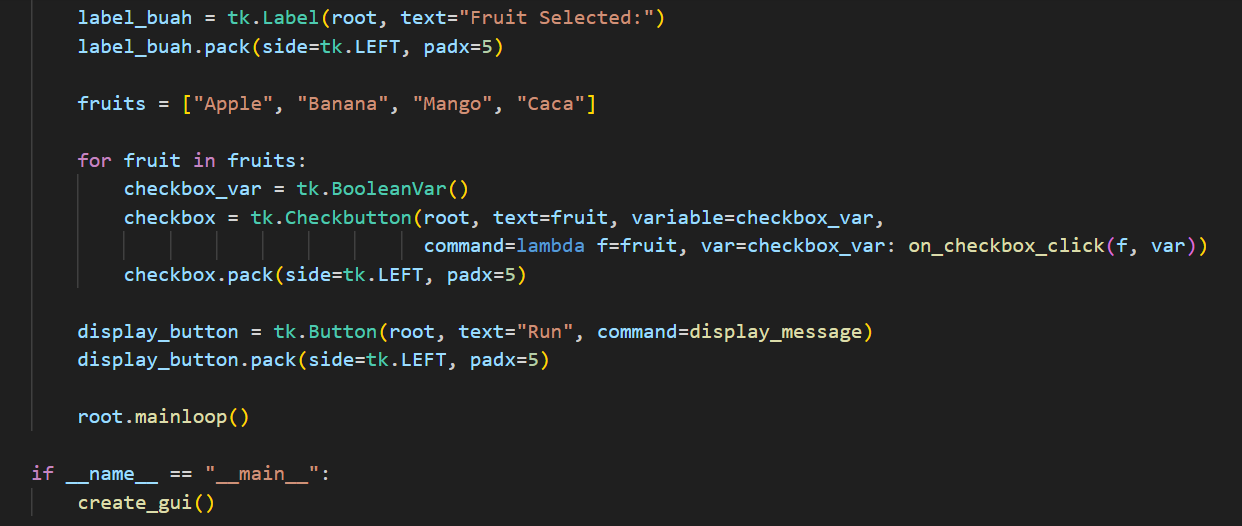 label_buah = tk.Label(root, text="Fruit Selected:")
label_buah.pack(side=tk.LEFT, padx=5)
fruits = ["Apple", "Banana", "Mango", "Caca"]
for fruit in fruits:
checkbox_var = tk.BooleanVar()
checkbox = tk.Checkbutton(root, text=fruit, variable=checkbox_var,
command=lambda f=fruit, var=checkbox_var: on_checkbox_click(f, var))
checkbox.pack(side=tk.LEFT, padx=5)
display_button = tk.Button(root, text="Run", command=display_message)
display_button.pack(side=tk.LEFT, padx=5)
root.mainloop()
if __name__ == "__main__":
create_gui()